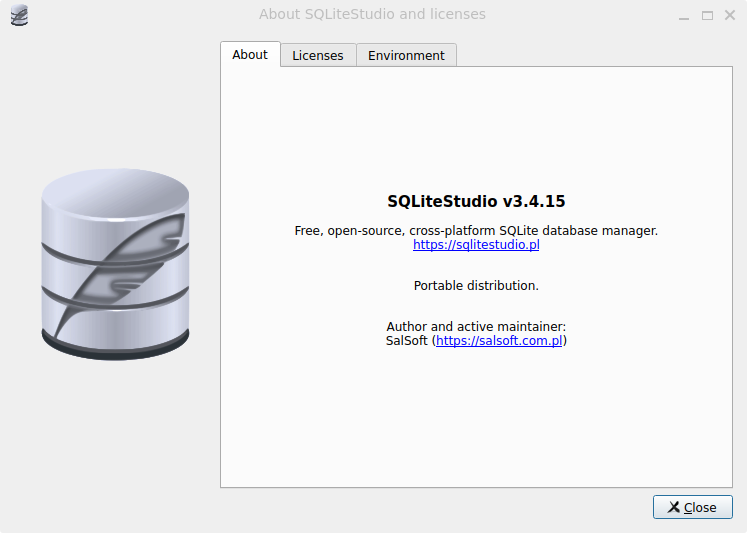 About SQLiteStudio and licenses
About
Licenses
Environment
SQLiteStudio v3.4.15
Free, open-source, cross-platform SQLite database manager.
https://sqlitestudio.pl
Portable distribution.
Author and active maintainer:
SalSoft (https://salsoft.com.pl)
Close